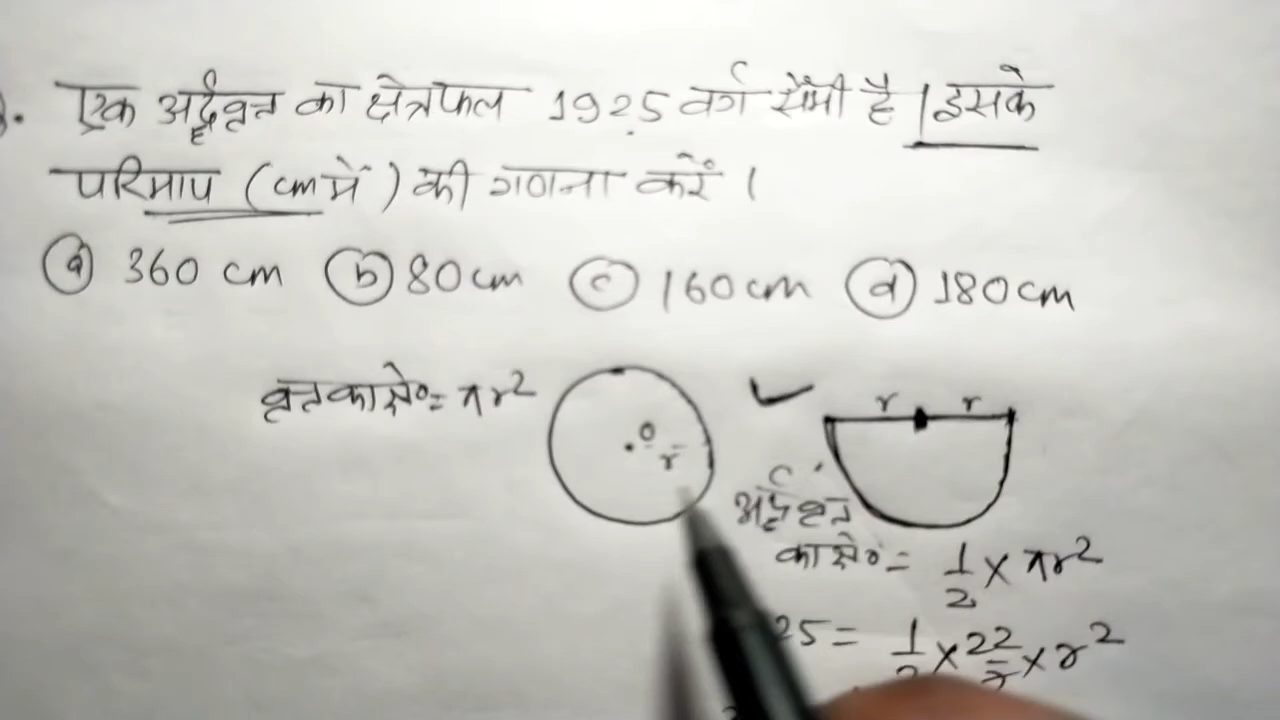 एक अर्द्धवृत्त का क्षेत्रफल 1925 वर्ग सेंमी है । इसके
परिमाप (cm में) की गणना करें ।
(a) 360 cm (b) 80 cm (c) 160 cm (d) 180 cm
वृत्त का क्षे० = πr²
r r
O
r
अर्द्धवृत्त
का क्षे० = 1/2 × πr²
25 = 1/2 × 22/7 × r²